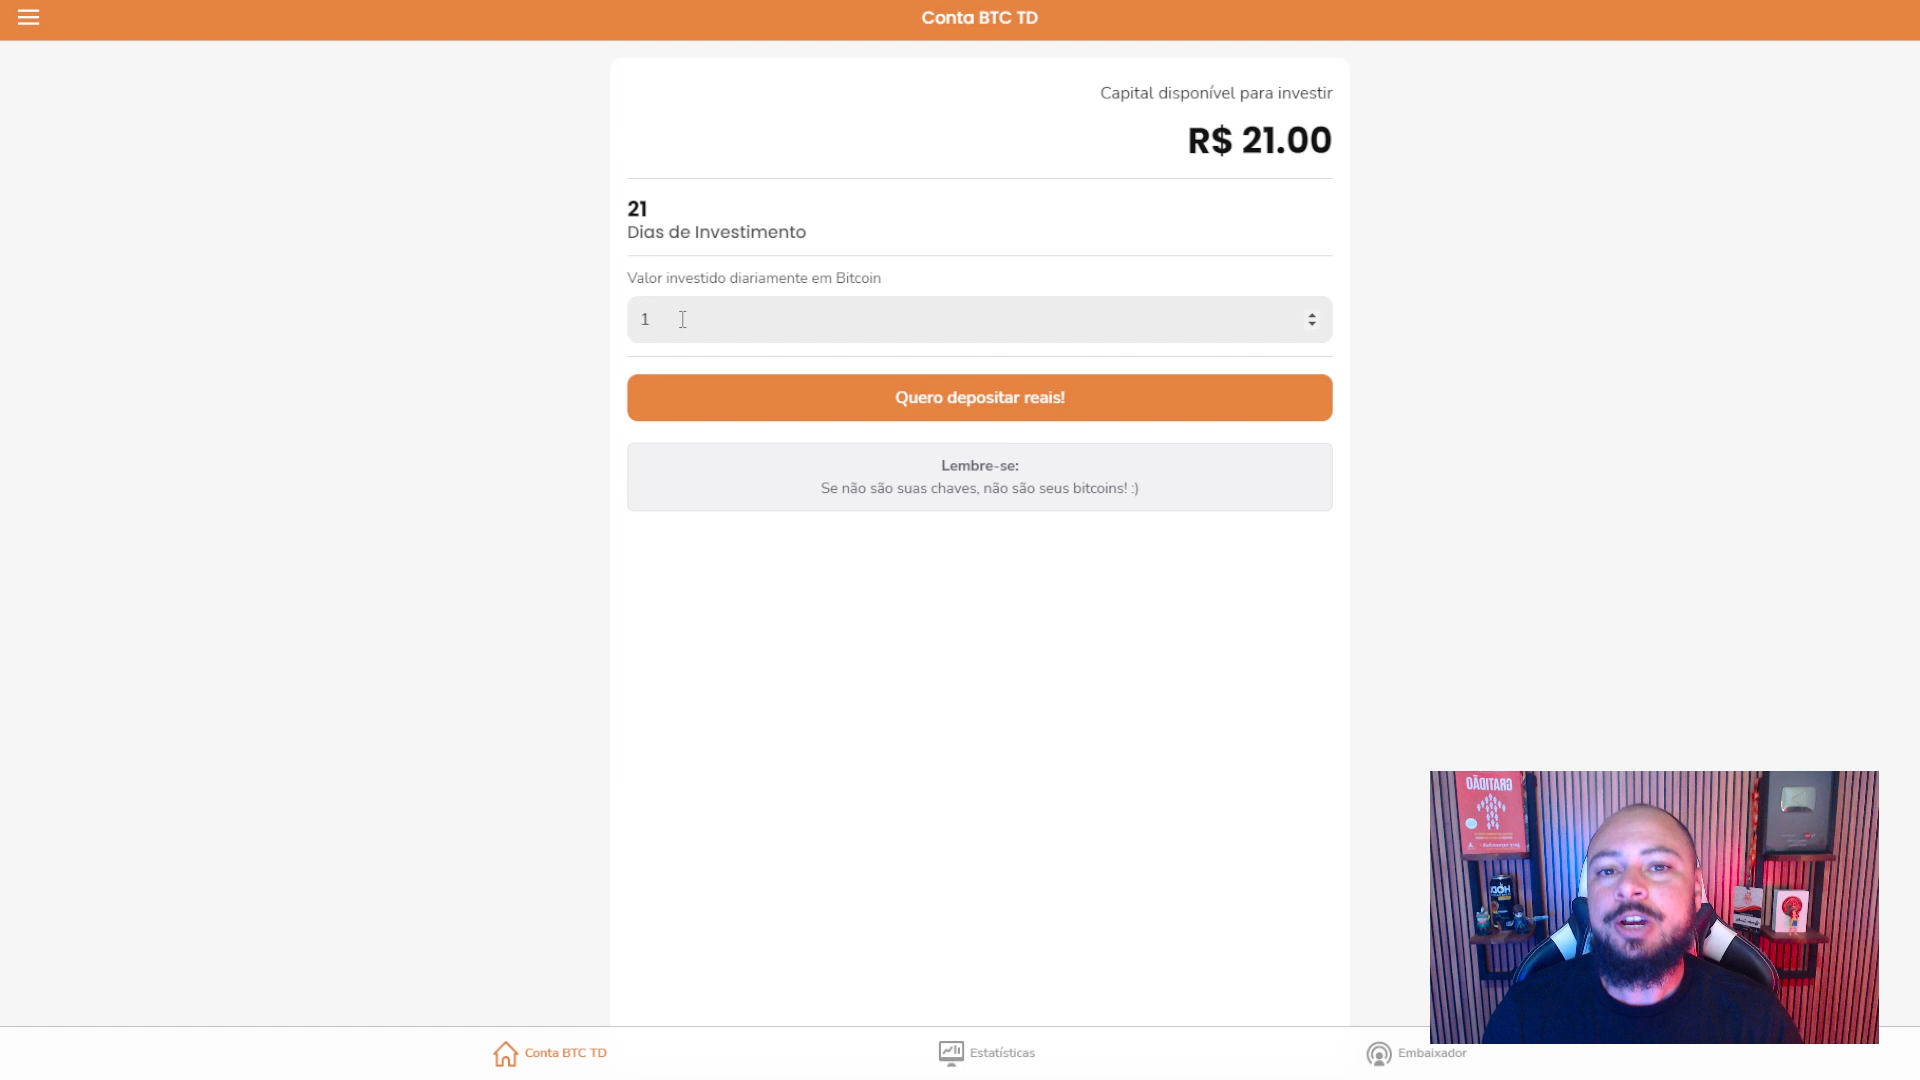 Conta BTC TD
Capital disponível para investir
R$ 21.00
21
Dias de Investimento
Valor investido diariamente em Bitcoin
1
Quero depositar reais!
Lembre-se:
Se não são suas chaves, não são seus bitcoins! :)
GRATIDÃO
HODL
Conta BTC TD
Estatísticas
Embaixador